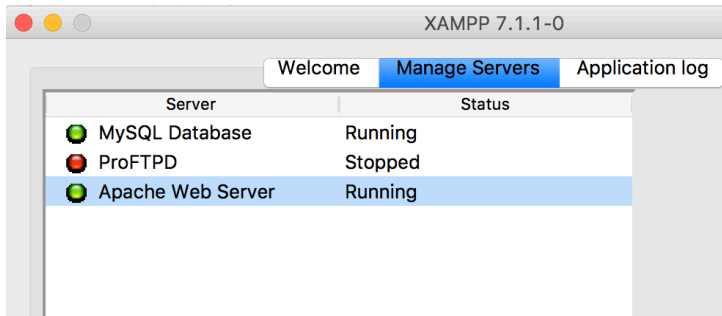 XAMPP 7.1.1-0
Welcome Manage Servers Application log
Server Status
MySQL Database Running
ProFTPD Stopped
Apache Web Server Running